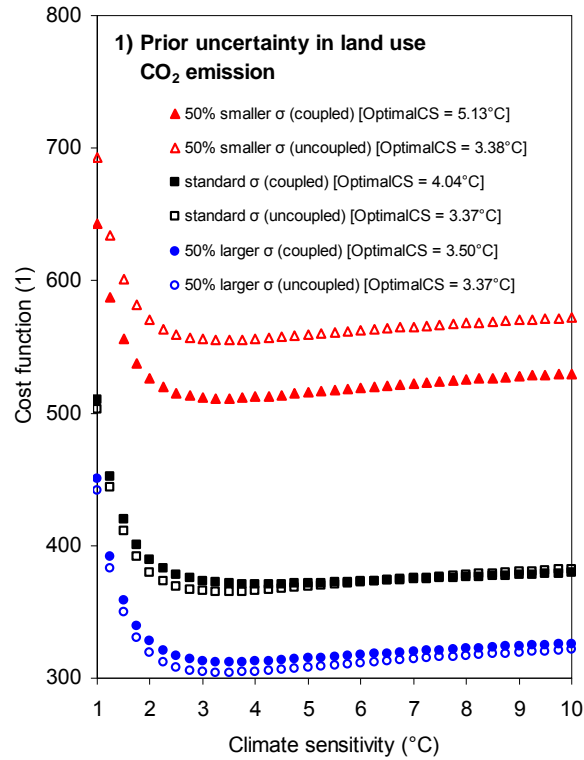 1) Prior uncertainty in land use
CO₂ emission
50% smaller σ (coupled) [OptimalCS = 5.13°C]
50% smaller σ (uncoupled) [OptimalCS = 3.38°C]
standard σ (coupled) [OptimalCS = 4.04°C]
standard σ (uncoupled) [OptimalCS = 3.37°C]
50% larger σ (coupled) [OptimalCS = 3.50°C]
50% larger σ (uncoupled) [OptimalCS = 3.37°C]
Cost function (1)
800
700
600
500
400
300
1 2 3 4 5 6 7 8 9 10
Climate sensitivity (°C)